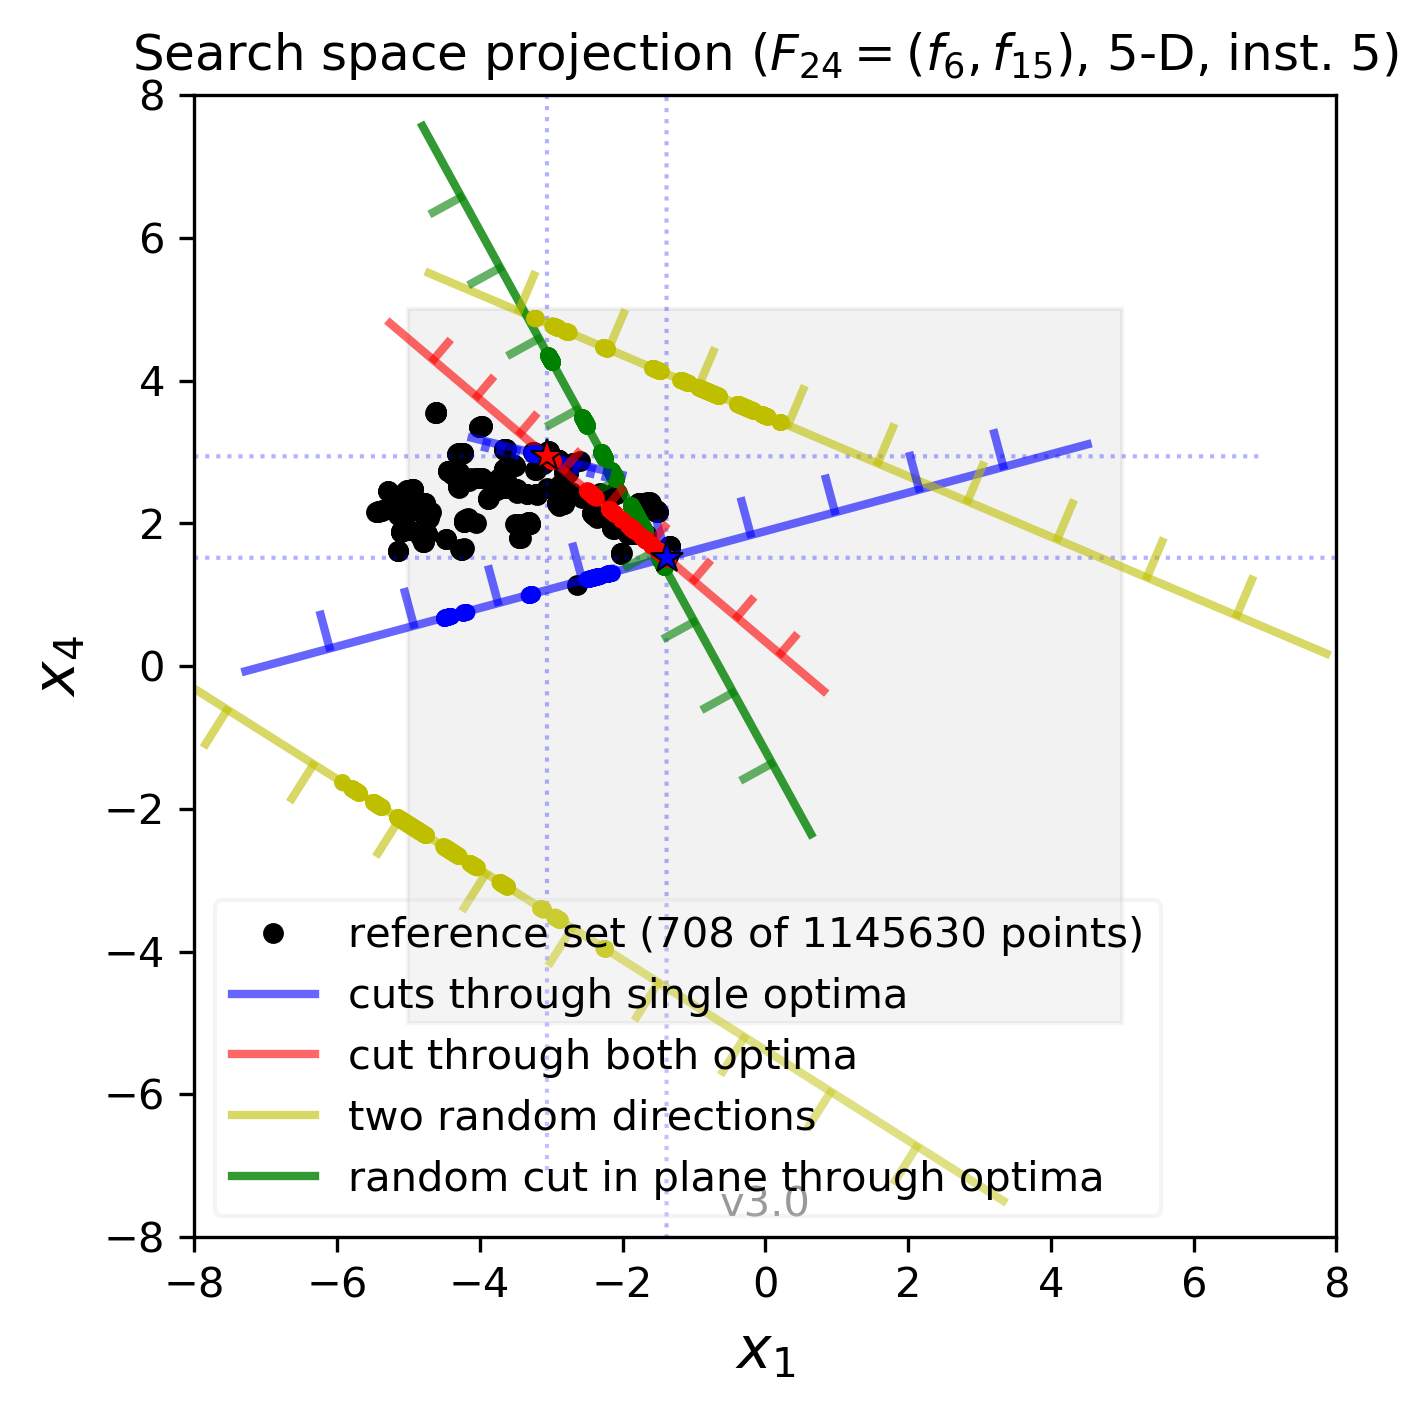 Search space projection (F₂₄ = (f₆, f₁₅), 5-D, inst. 5)
8
6
4
2
0
−2
−4
−6
−8
x₄
reference set (708 of 1145630 points)
cuts through single optima
cut through both optima
two random directions
random cut in plane through optima
v3.0
−8 −6 −4 −2 0 2 4 6 8
x₁